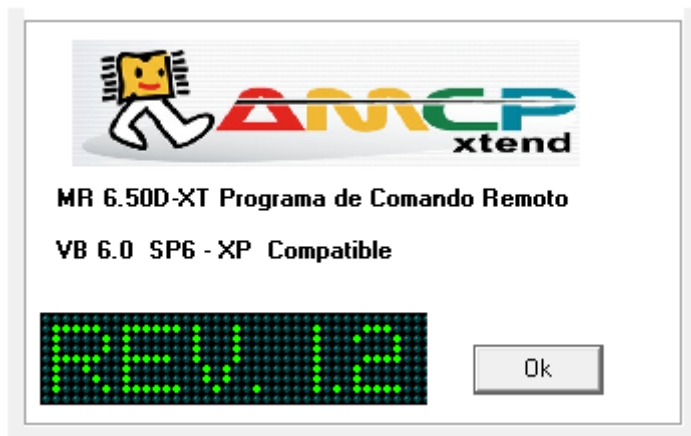 AMCP
xtend
MR 6.50D-XT Programa de Comando Remoto
VB 6.0 SP6 - XP Compatible
REV. 1.2
Ok